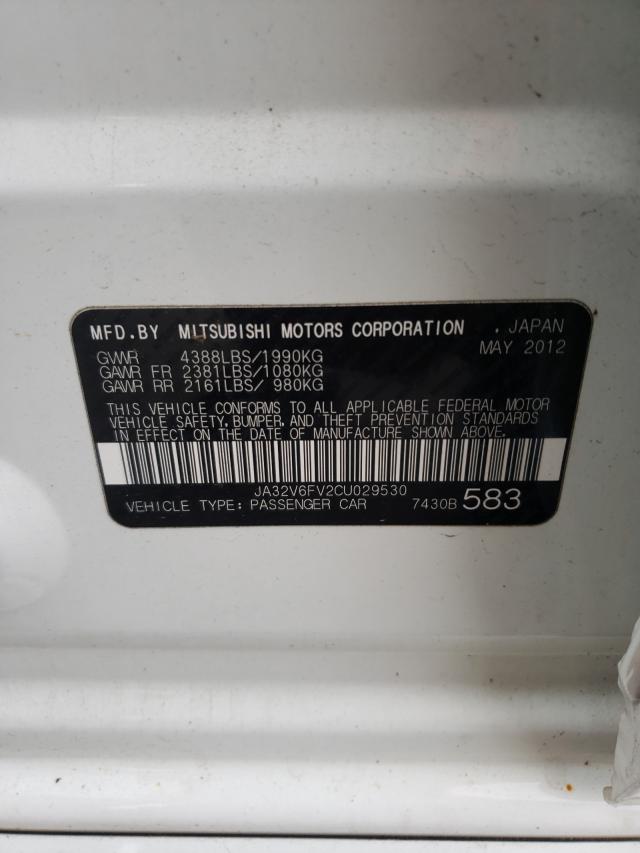 MFD.BY MITSUBISHI MOTORS CORPORATION . JAPAN
MAY 2012
GVWR 4388LBS/1990KG
GAWR FR 2381LBS/1080KG
GAWR RR 2161LBS/ 980KG
THIS VEHICLE CONFORMS TO ALL APPLICABLE FEDERAL MOTOR
VEHICLE SAFETY, BUMPER, AND THEFT PREVENTION STANDARDS
IN EFFECT ON THE DATE OF MANUFACTURE SHOWN ABOVE.
JA32V6FV2CU029530
VEHICLE TYPE: PASSENGER CAR 7430B 583